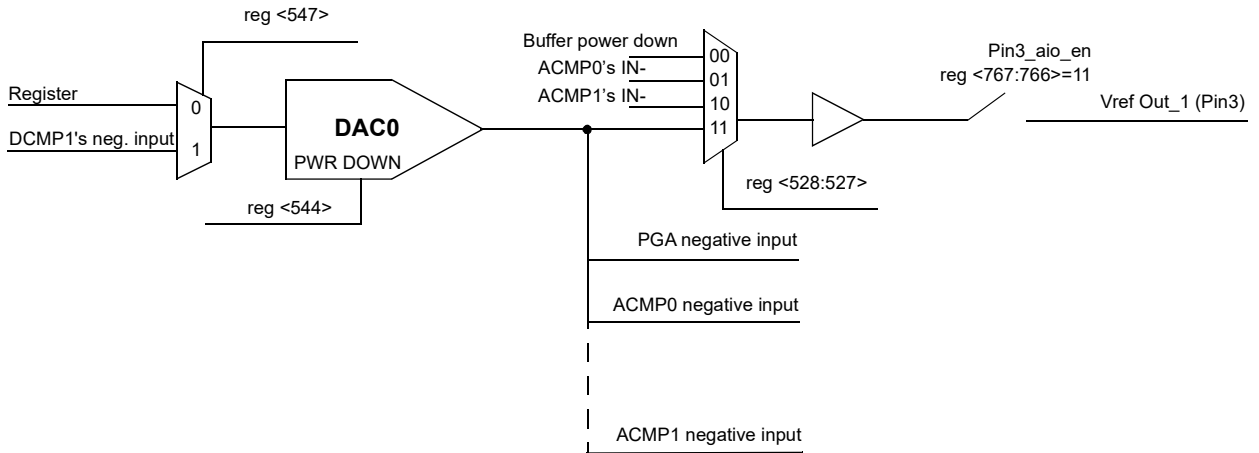 reg <547>
Buffer power down
ACMP0's IN-
ACMP1's IN-
00
01
10
11
Pin3_aio_en
reg <767:766>=11
Vref Out_1 (Pin3)
Register
DCMP1's neg. input
0
1
DAC0
PWR DOWN
reg <544>
reg <528:527>
PGA negative input
ACMP0 negative input
ACMP1 negative input